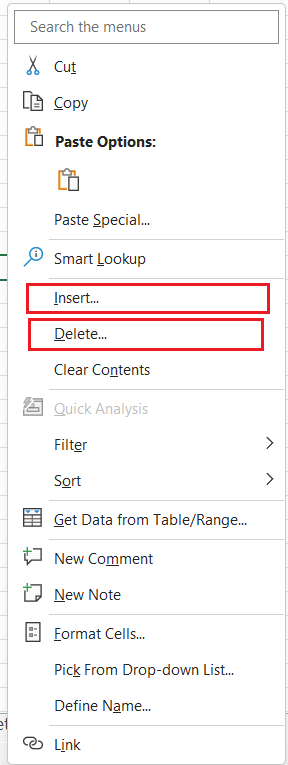 Search the menus
Cut
Copy
Paste Options:
Paste Special...
Smart Lookup
Insert...
Delete...
Clear Contents
Quick Analysis
Filter
Sort
Get Data from Table/Range...
New Comment
New Note
Format Cells...
Pick From Drop-down List...
Define Name...
Link